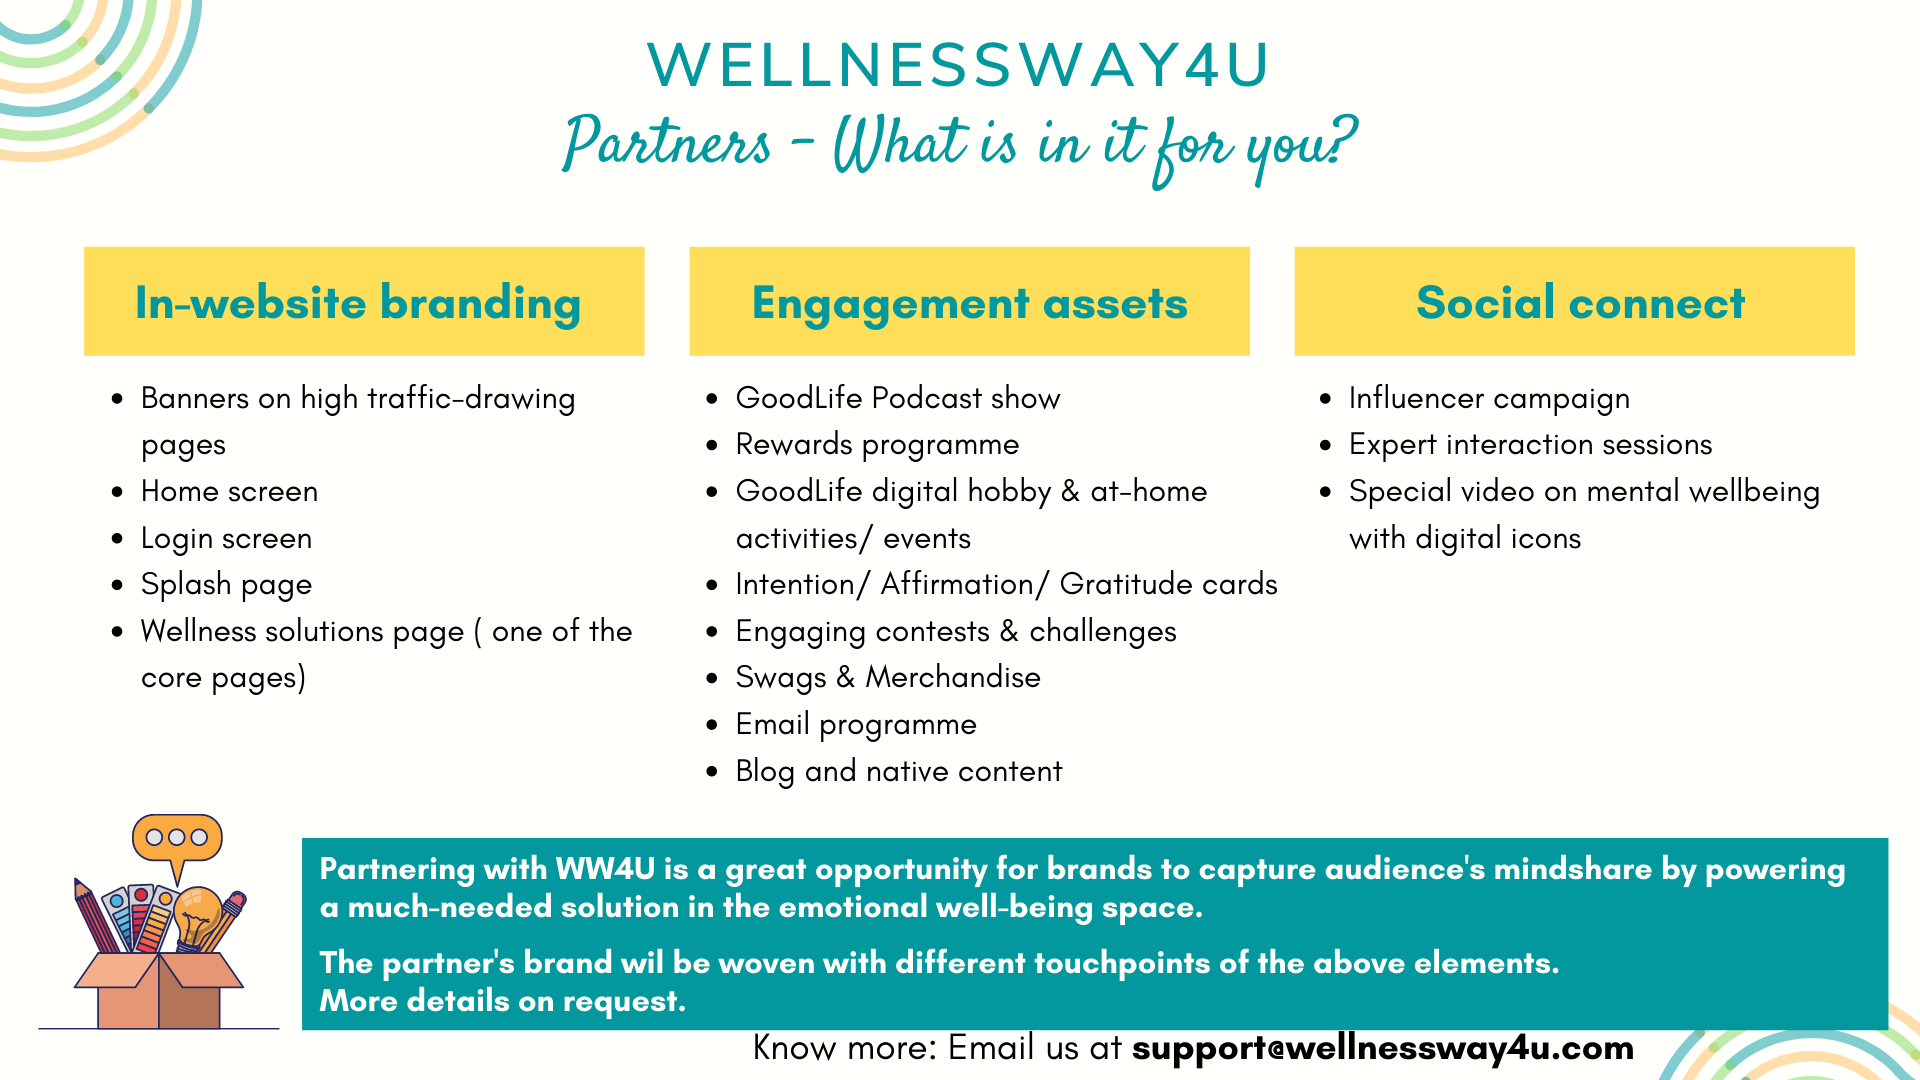 WELLNESSWAY4U
Partners - What is in it for you?
In-website branding
• Banners on high traffic-drawing
pages
• Home screen
• Login screen
• Splash page
• Wellness solutions page ( one of the
core pages)
Engagement assets
• GoodLife Podcast show
• Rewards programme
• GoodLife digital hobby & at-home
activities/ events
• Intention/ Affirmation/ Gratitude cards
• Engaging contests & challenges
• Swags & Merchandise
• Email programme
• Blog and native content
Social connect
• Influencer campaign
• Expert interaction sessions
• Special video on mental wellbeing
with digital icons
Partnering with WW4U is a great opportunity for brands to capture audience's mindshare by powering
a much-needed solution in the emotional well-being space.
The partner's brand wil be woven with different touchpoints of the above elements.
More details on request.
Know more: Email us at support@wellnessway4u.com